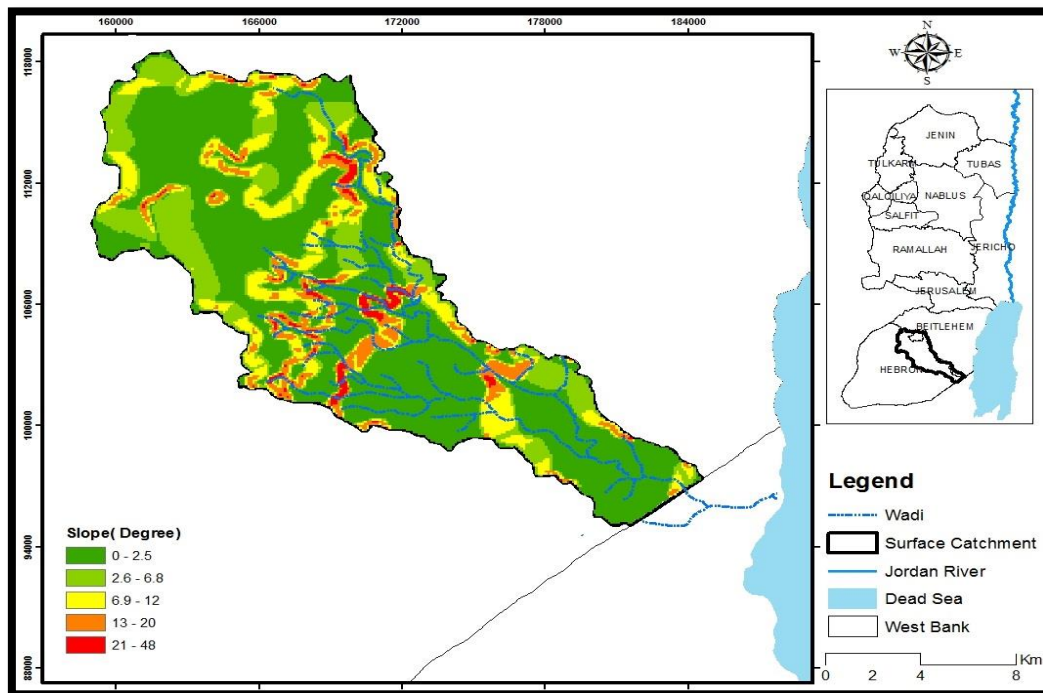 160000 166000 172000 178000 184000
118000
112000
106000
100000
94000
88000
Slope( Degree)
0 - 2.5
2.6 - 6.8
6.9 - 12
13 - 20
21 - 48
N
W E
S
JENIN
TULKARM
TUBAS
QALQILIYA
NABLUS
SALFIT
RAMALLAH
JERICHO
JERUSALEM
BEITLEHEM
HEBRON
Legend
Wadi
Surface Catchment
Jordan River
Dead Sea
West Bank
Km
0 2 4 8